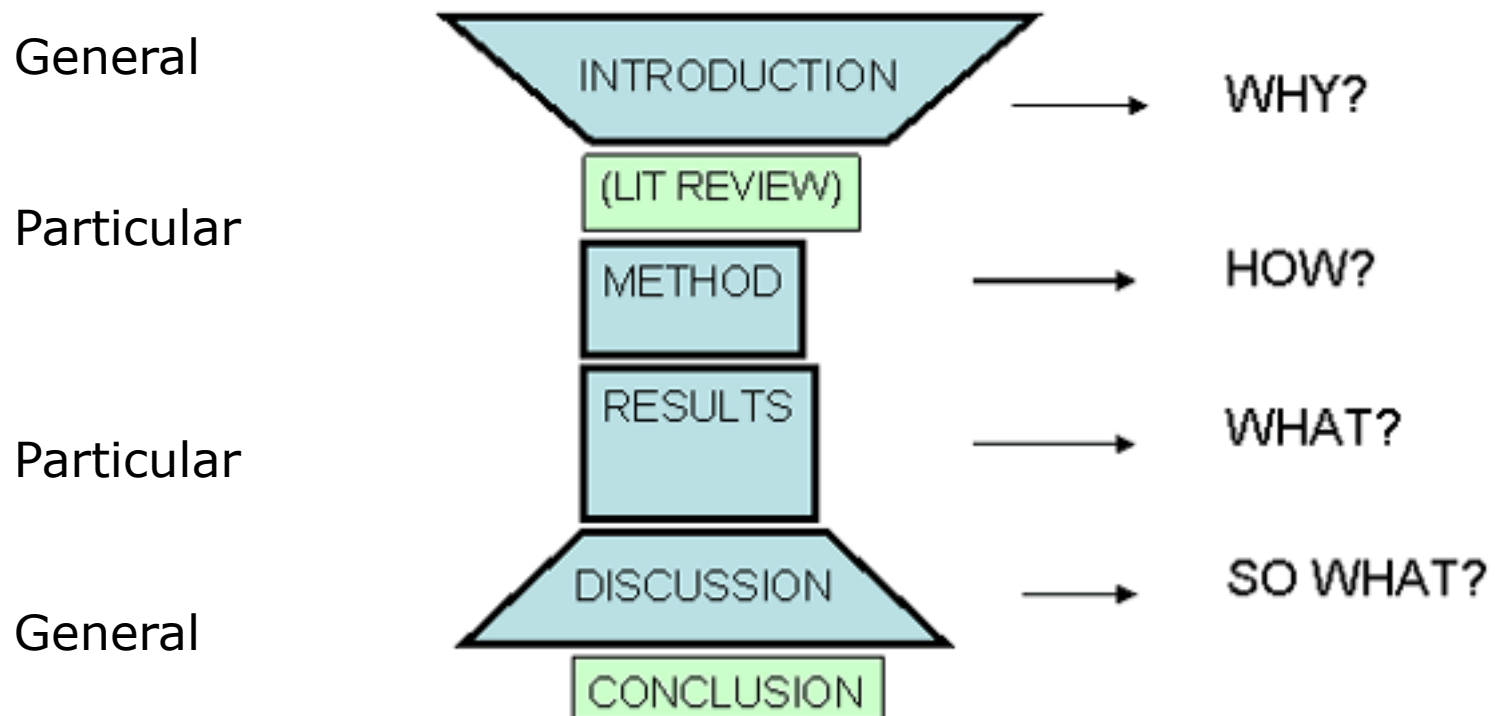 General
INTRODUCTION
WHY?
(LIT REVIEW)
Particular
METHOD
HOW?
RESULTS
WHAT?
Particular
DISCUSSION
SO WHAT?
General
CONCLUSION